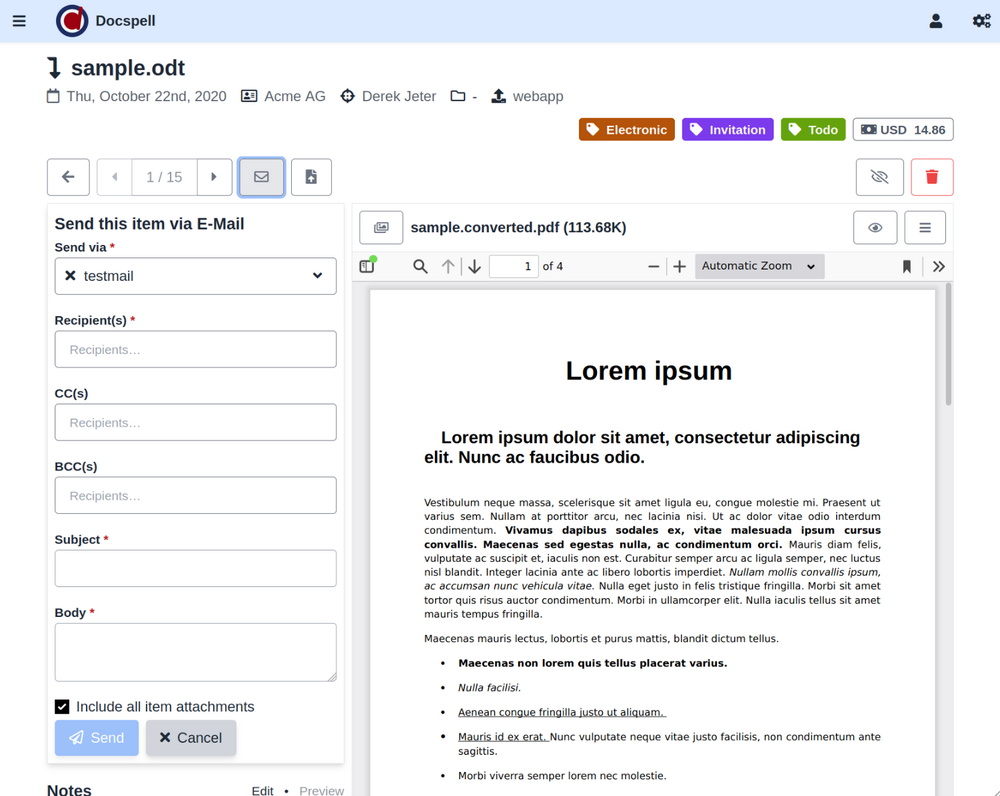 Docspell
sample.odt
Thu, October 22nd, 2020 Acme AG Derek Jeter - webapp
Electronic Invitation Todo USD 14.86
1 / 15
Send this item via E-Mail
Send via *
testmail
Recipient(s) *
Recipients…
CC(s)
Recipients…
BCC(s)
Recipients…
Subject *
Body *
Include all item attachments
Send Cancel
Notes Edit • Preview
sample.converted.pdf (113.68K)
1 of 4 Automatic Zoom
Lorem ipsum
Lorem ipsum dolor sit amet, consectetur adipiscing
elit. Nunc ac faucibus odio.
Vestibulum neque massa, scelerisque sit amet ligula eu, congue molestie mi. Praesent ut
varius sem. Nullam at porttitor arcu, nec lacinia nisi. Ut ac dolor vitae odio interdum
condimentum. Vivamus dapibus sodales ex, vitae malesuada ipsum cursus
convallis. Maecenas sed egestas nulla, ac condimentum orci. Mauris diam felis,
vulputate ac suscipit et, iaculis non est. Curabitur semper arcu ac ligula semper, nec luctus
nisl blandit. Integer lacinia ante ac libero lobortis imperdiet. Nullam mollis convallis ipsum,
ac accumsan nunc vehicula vitae. Nulla eget justo in felis tristique fringilla. Morbi sit amet
tortor quis risus auctor condimentum. Morbi in ullamcorper elit. Nulla iaculis tellus sit amet
mauris tempus fringilla.
Maecenas mauris lectus, lobortis et purus mattis, blandit dictum tellus.
• Maecenas non lorem quis tellus placerat varius.
• Nulla facilisi.
• Aenean congue fringilla justo ut aliquam.
• Mauris id ex erat. Nunc vulputate neque vitae justo facilisis, non condimentum ante
sagittis.
• Morbi viverra semper lorem nec molestie.